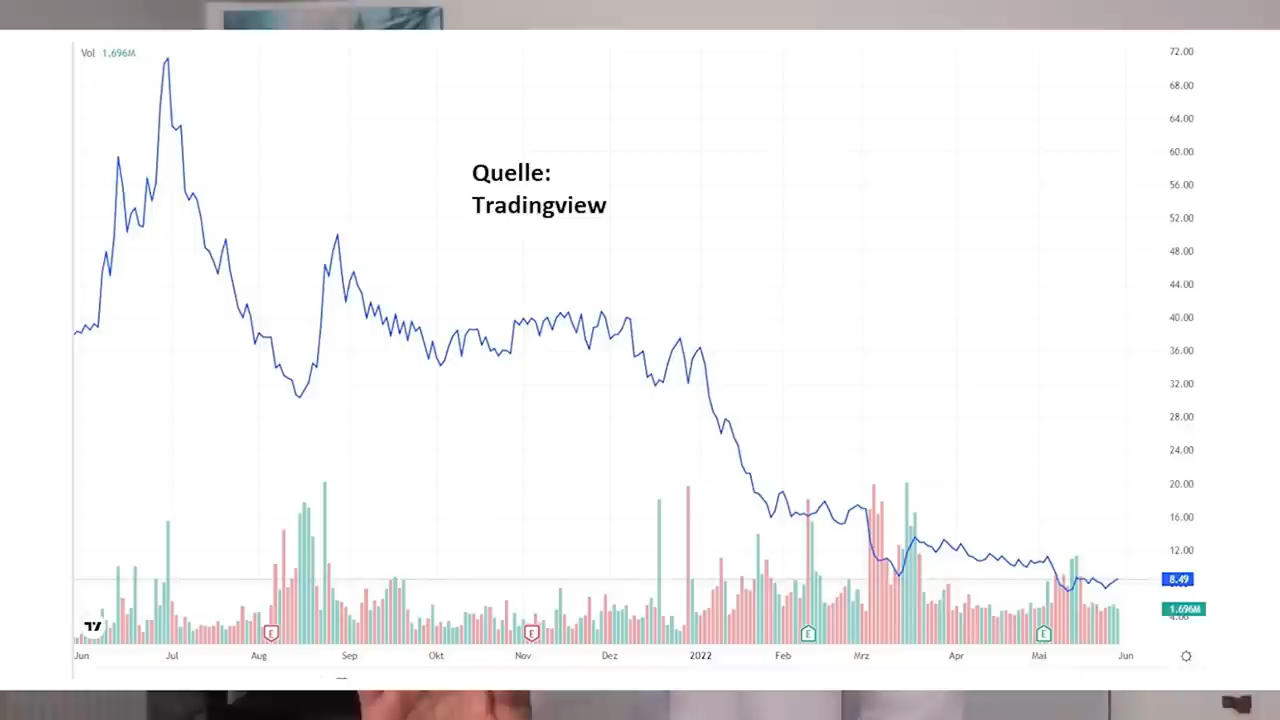 Vol 1.696M
Quelle:
Tradingview
72.00
68.00
64.00
60.00
56.00
52.00
48.00
44.00
40.00
36.00
32.00
28.00
24.00
20.00
16.00
12.00
8.49
1.696M
E E E E
Jun Jul Aug Sep Okt Nov Dez 2022 Feb Mrz Apr Mai Jun